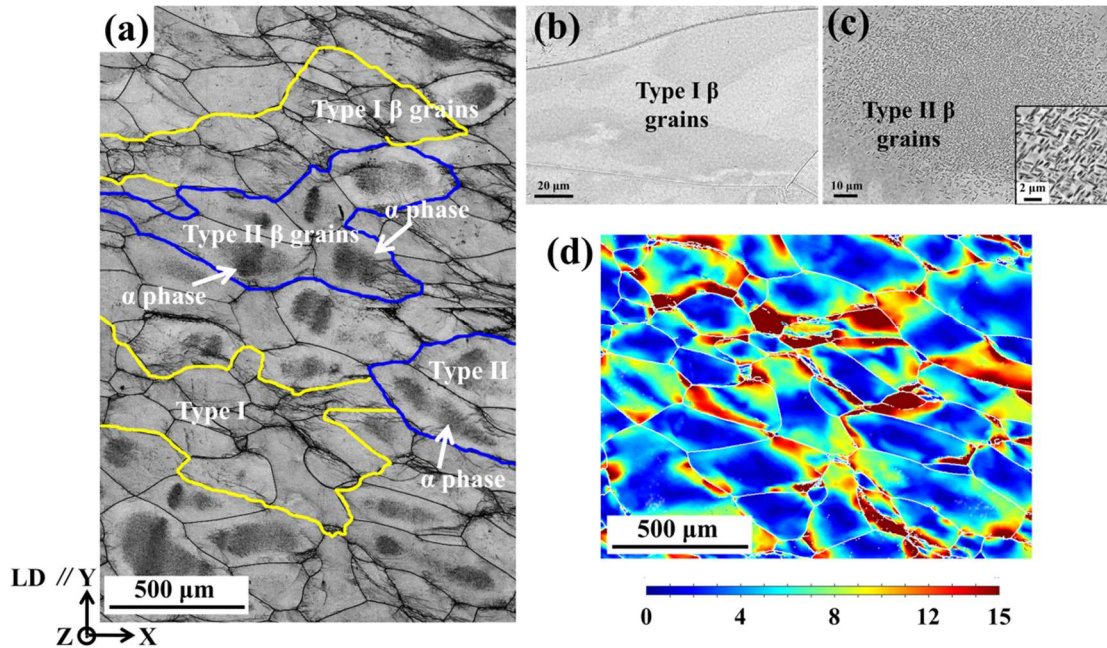 (a)
Type I β grains
α phase
Type II β grains
α phase
Type II
Type I
α phase
500 μm
LD // Y
Z
X
(b)
Type I β
grains
20 μm
(c)
Type II β
grains
10 μm
2 μm
(d)
500 μm
0 4 8 12 15